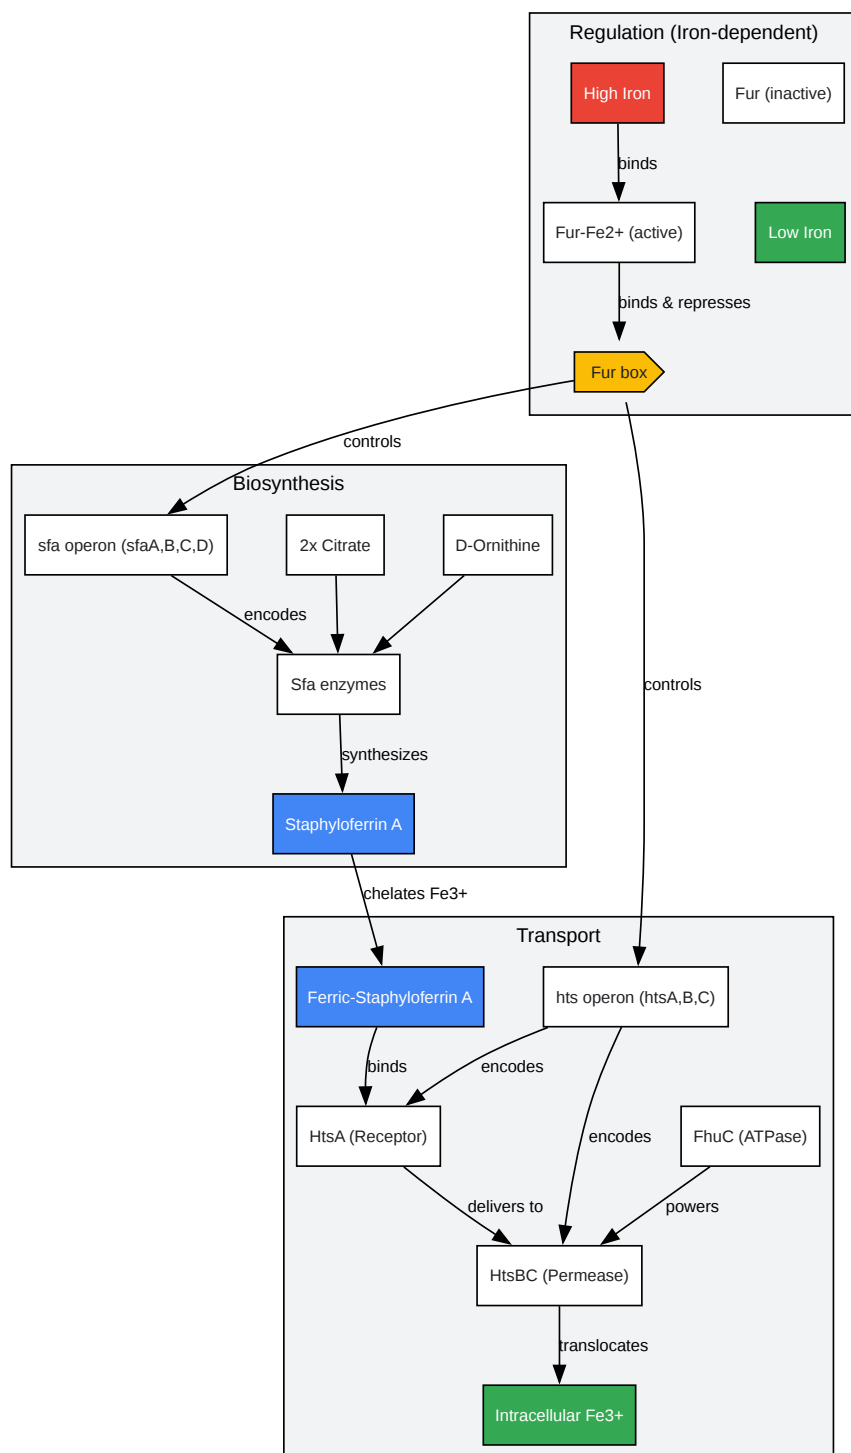 Regulation (Iron-dependent)
High Iron
Fur (inactive)
binds
Fur-Fe2+ (active)
Low Iron
binds & represses
Fur box
controls
Biosynthesis
sfa operon (sfaA,B,C,D)
2x Citrate
D-Ornithine
encodes
Sfa enzymes
controls
synthesizes
Staphyloferrin A
chelates Fe3+
Transport
Ferric-Staphyloferrin A
hts operon (htsA,B,C)
binds
encodes
HtsA (Receptor)
encodes
FhuC (ATPase)
delivers to
powers
HtsBC (Permease)
translocates
Intracellular Fe3+